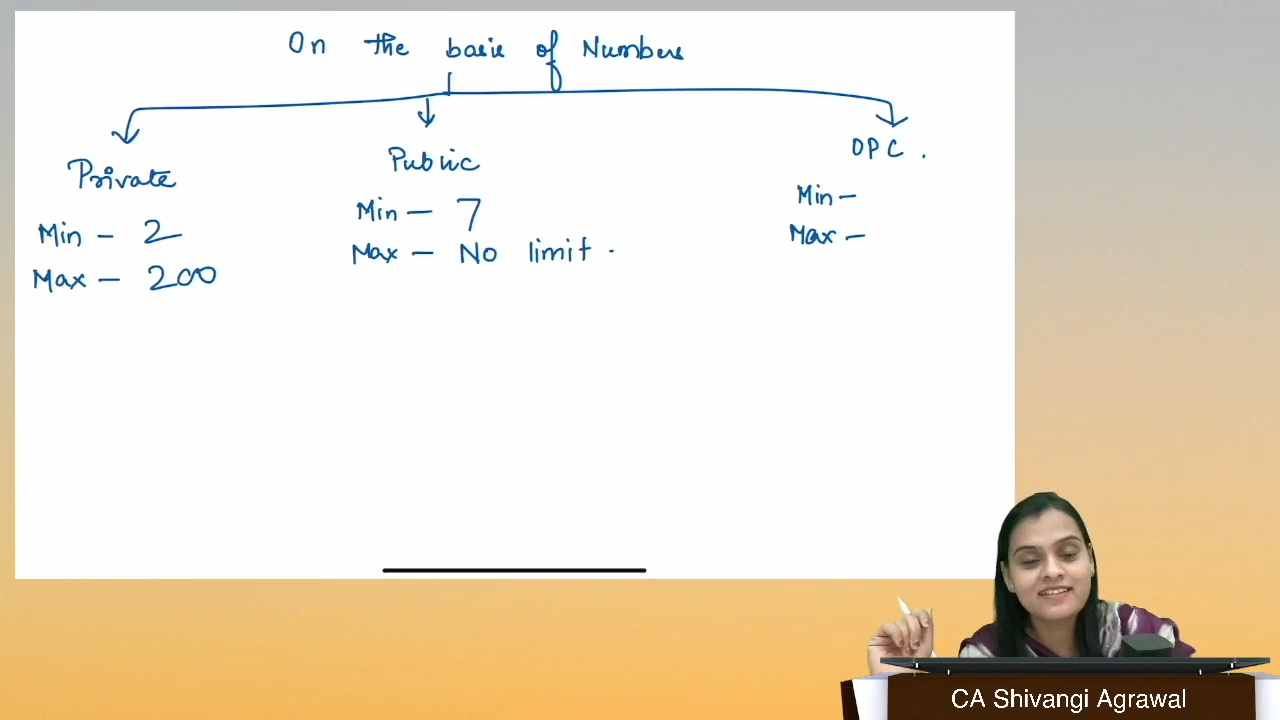 On the basis of Numbers
Private
Min - 2
Max - 200
Public
Min - 7
Max - No limit.
OPC.
Min -
Max -
CA Shivangi Agrawal